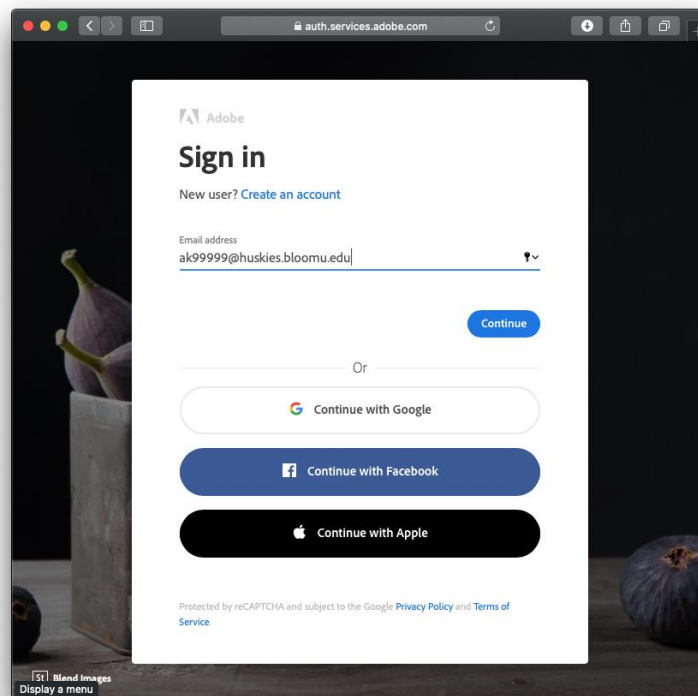 auth.services.adobe.com
Adobe
Sign in
New user? Create an account
Email address
ak99999@huskies.bloomu.edu
Continue
Or
Continue with Google
Continue with Facebook
Continue with Apple
Protected by reCAPTCHA and subject to the Google Privacy Policy and Terms of
Service
St Blend Images
Display a menu